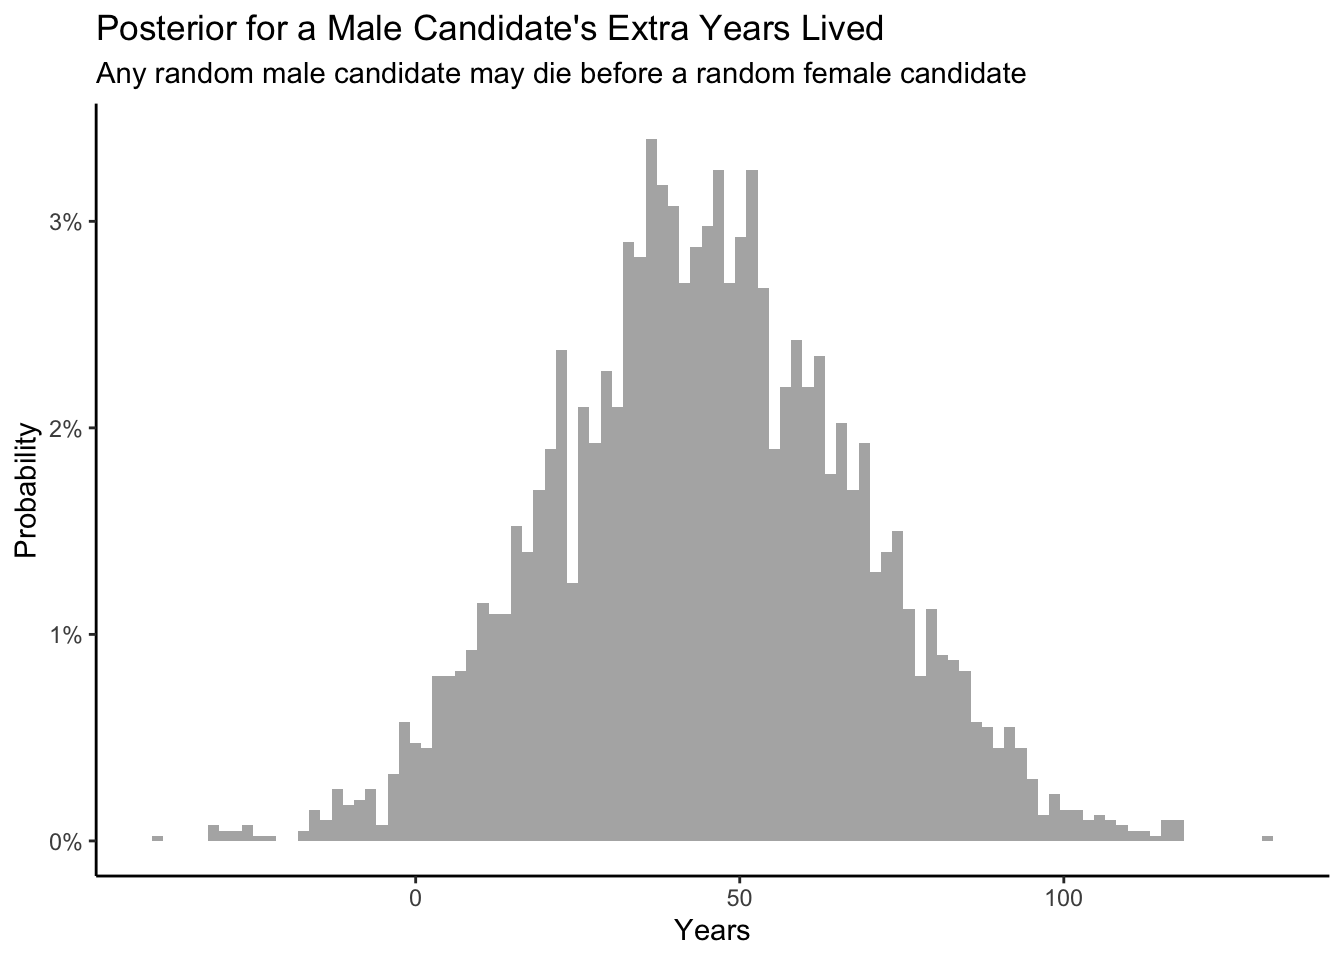 Posterior for a Male Candidate's Extra Years Lived
Any random male candidate may die before a random female candidate
3%
2%
1%
0%
Probability
0 50 100
Years